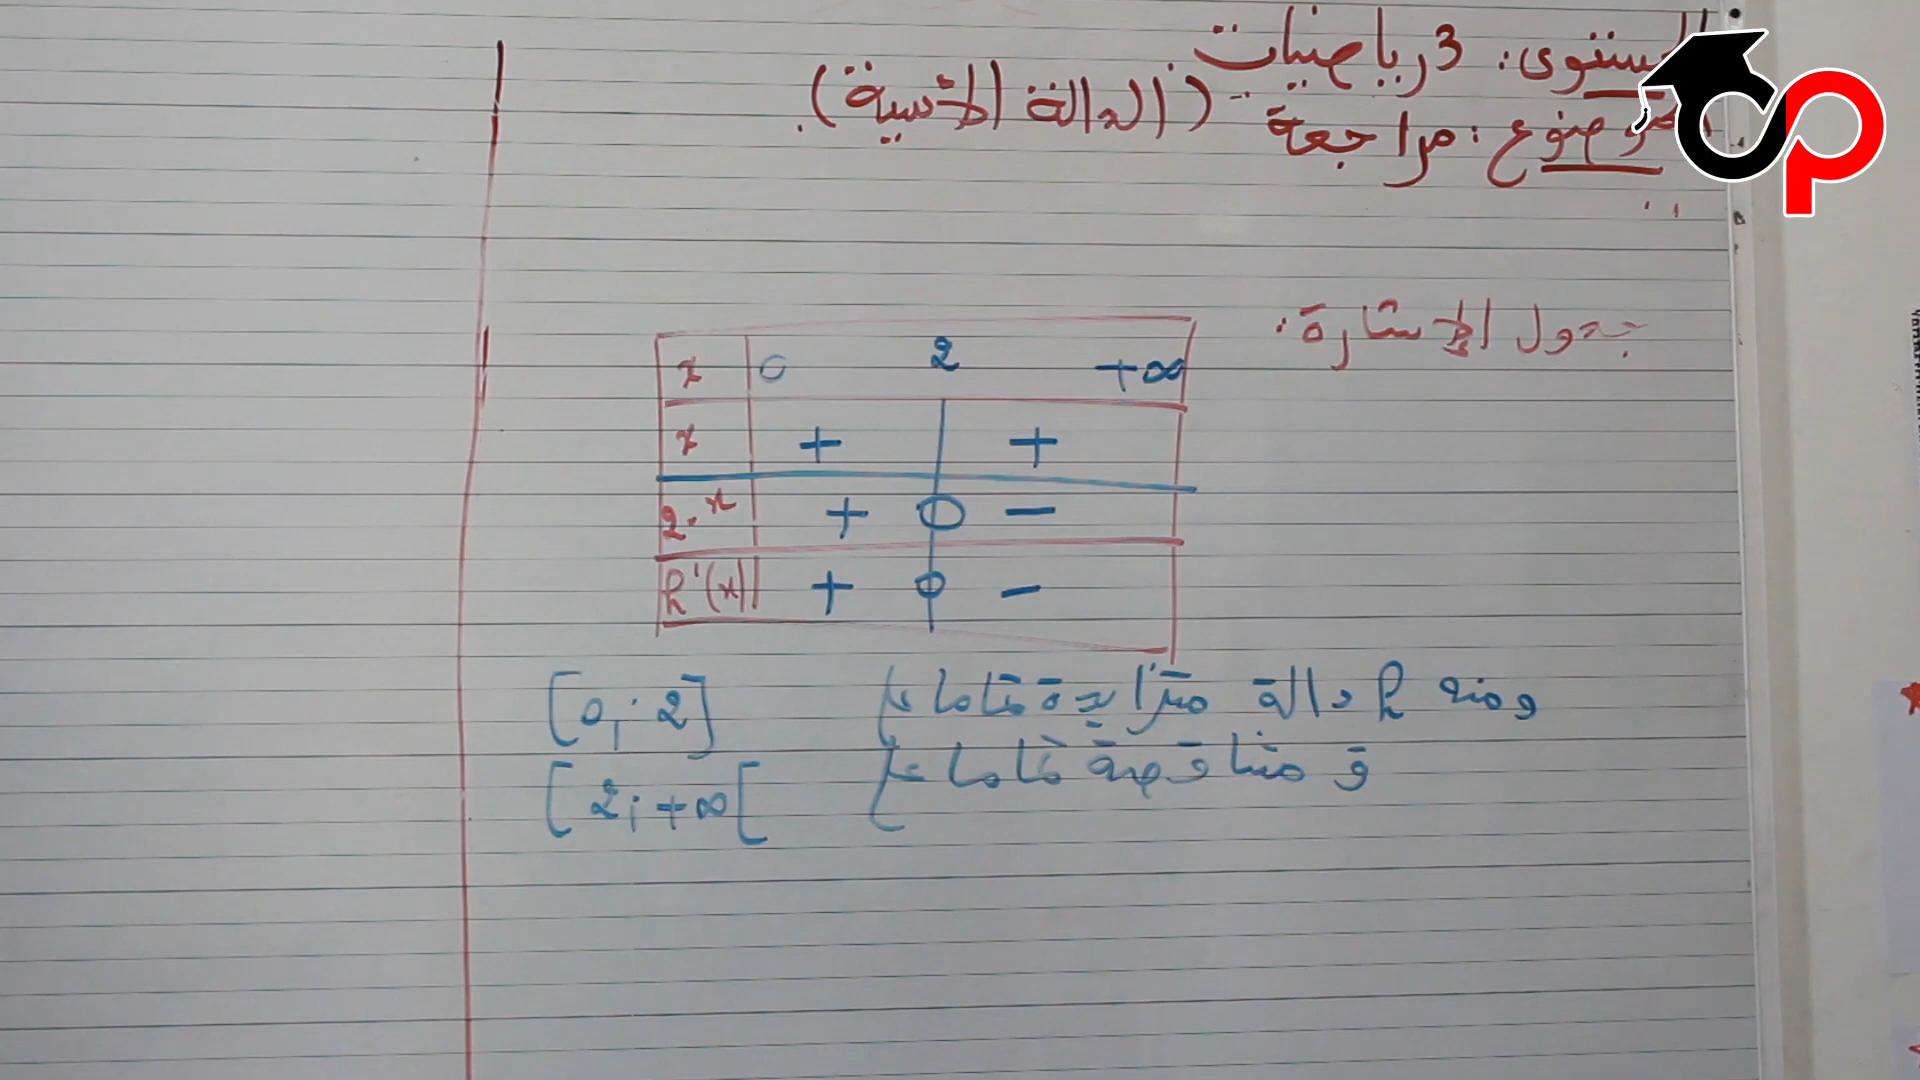 المستوى: 3 رياضيات
الموضوع: مراجعة (الدالة الأسية).
جدول الإشارة:
x 0 2 +∞
x + +
2-x + 0 -
h'(x) + 0 -
ومنه h دالة متزايدة تماما على [0; 2]
و متناقصة تماما على [2; +∞[